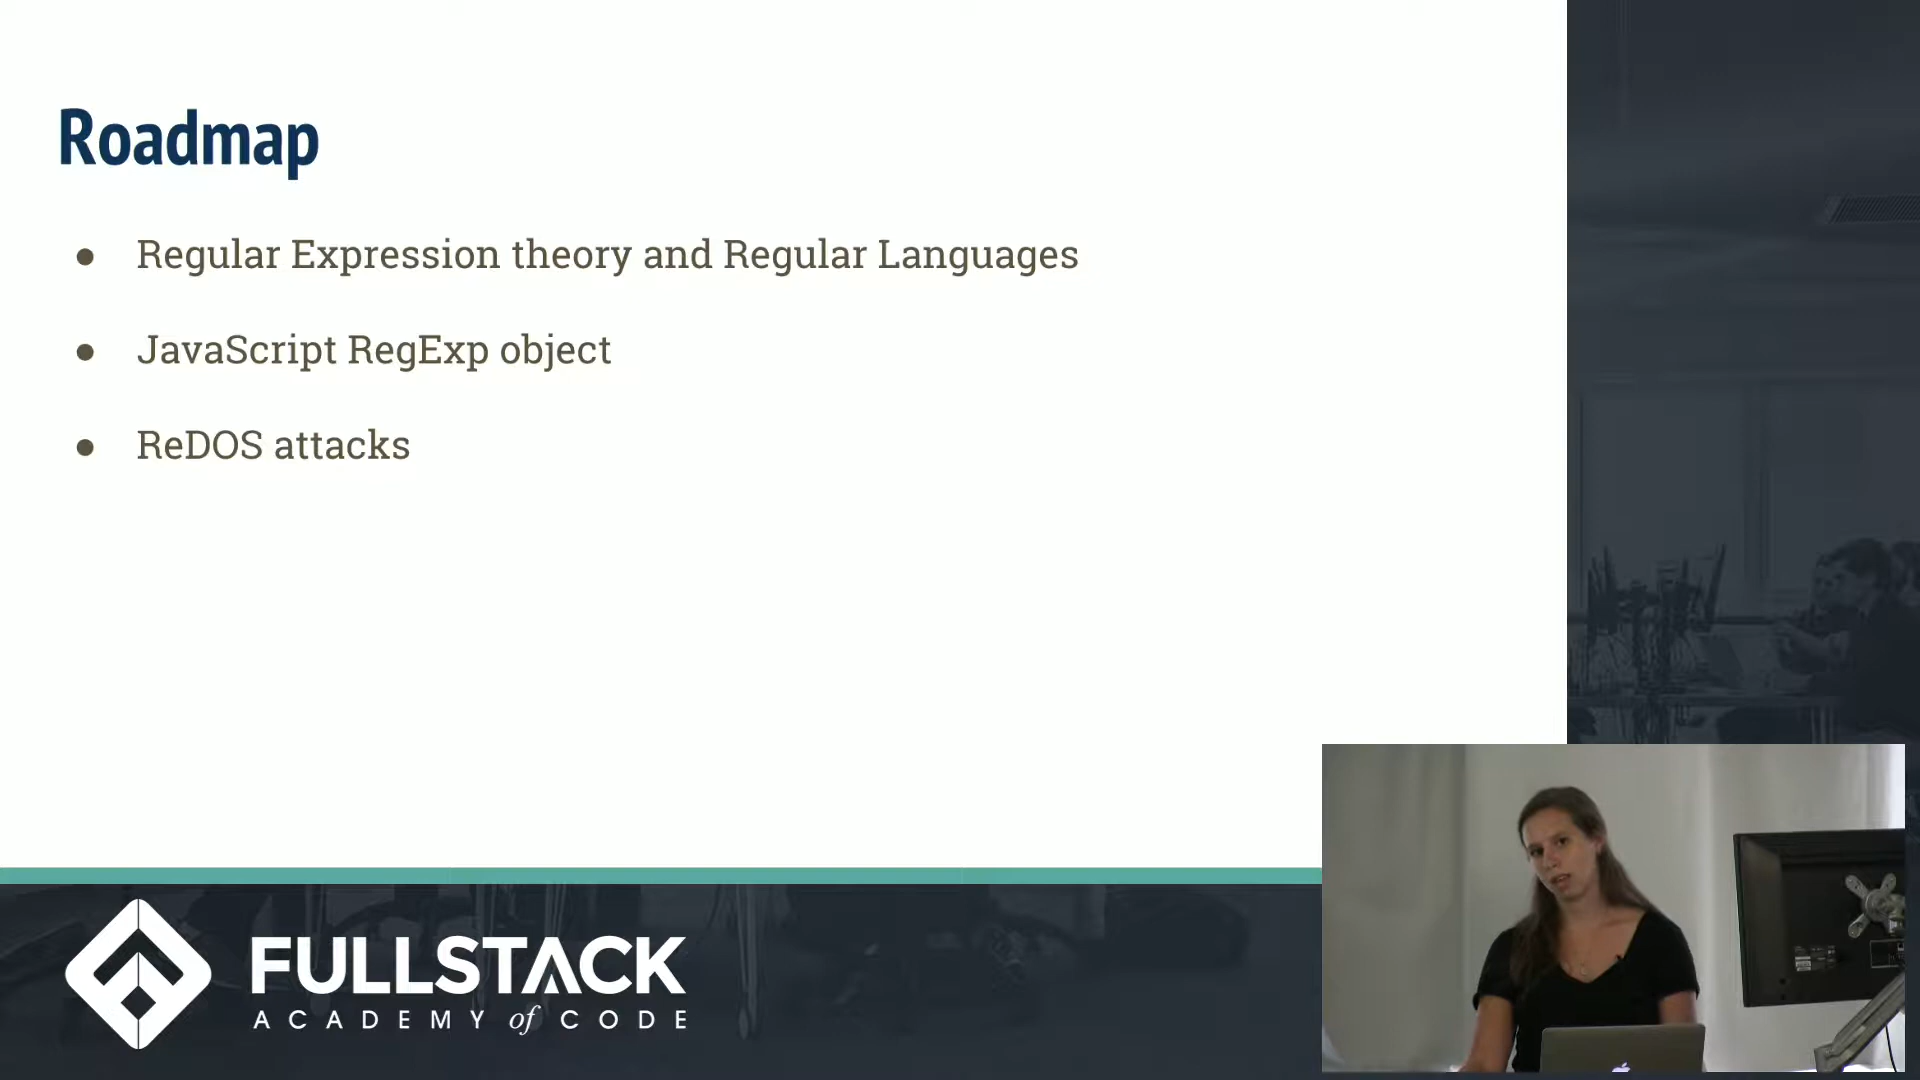 Roadmap
● Regular Expression theory and Regular Languages
● JavaScript RegExp object
● ReDOS attacks
FULLSTACK
ACADEMY of CODE